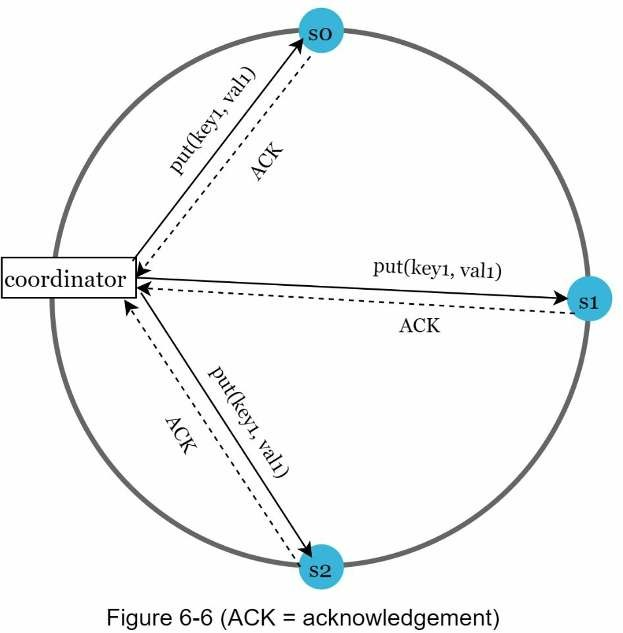 s0
put(key1, val1)
ACK
coordinator
put(key1, val1)
s1
ACK
put(key1, val1)
ACK
s2
Figure 6-6 (ACK = acknowledgement)